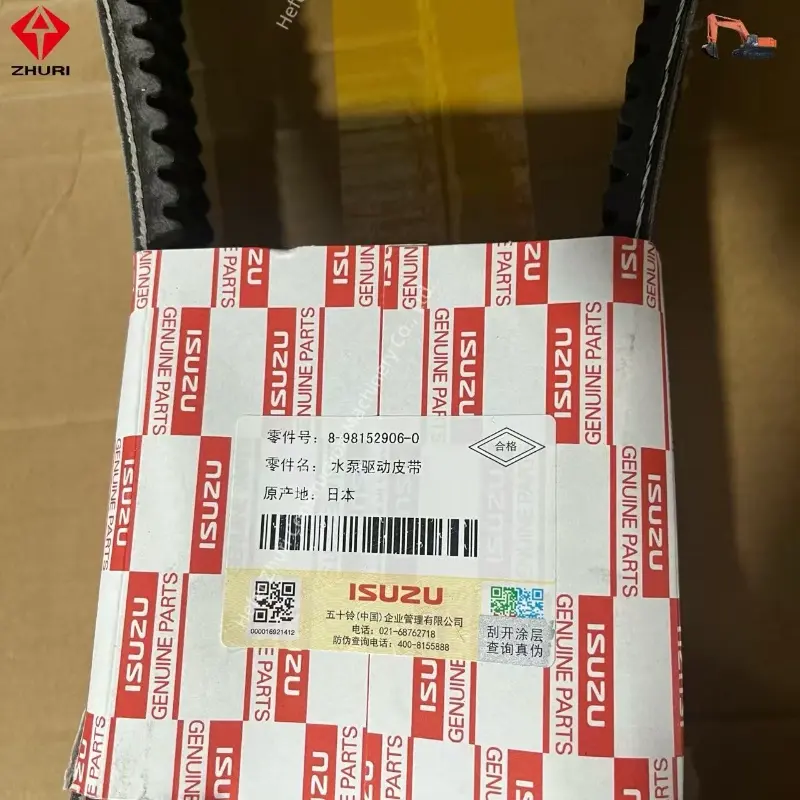 ZHURI
GENUINE PARTS
ISUZU
零件号: 8-98152906-0
合格
零件名: 水泵驱动皮带
原产地: 日本
ISUZU
五十铃(中国)企业管理有限公司
电话: 021-68762718
防伪查询电话: 400-8155888
000016921412
刮开涂层
查询真伪